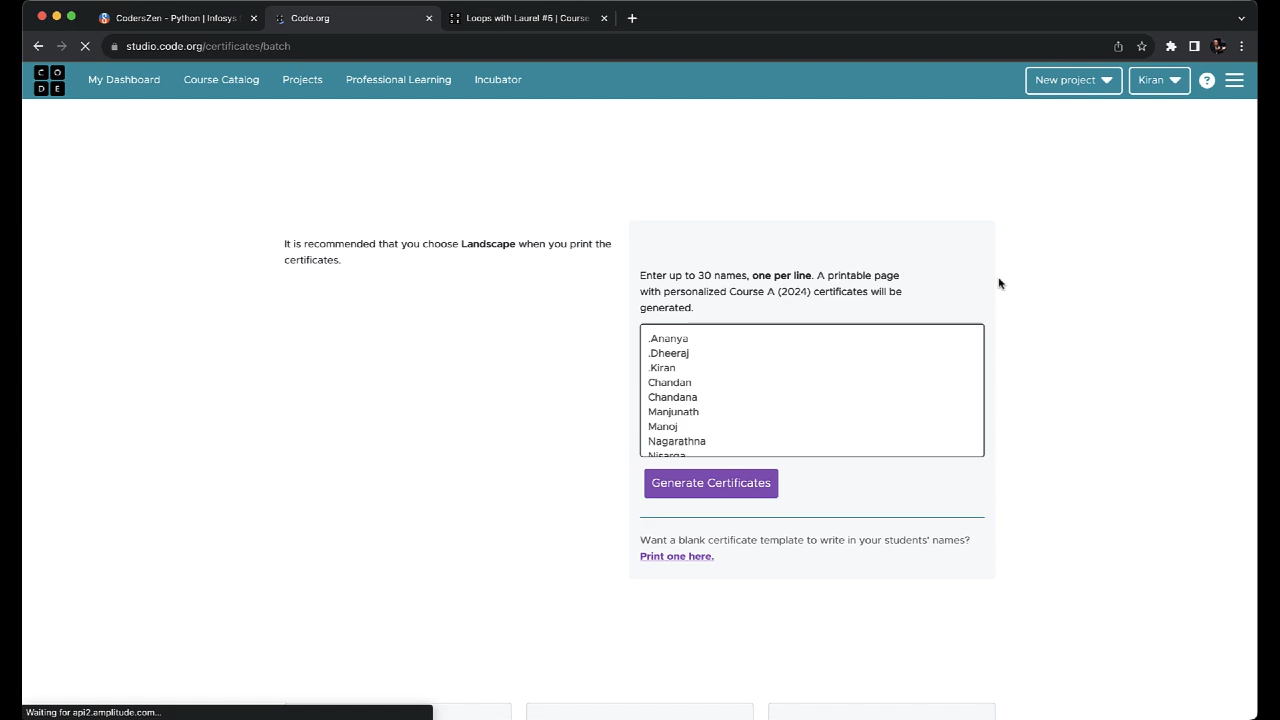 CodersZen - Python | Infosys
Code.org
Loops with Laurel #5 | Course
studio.code.org/certificates/batch
CODE
My Dashboard
Course Catalog
Projects
Professional Learning
Incubator
New project
Kiran
?
It is recommended that you choose Landscape when you print the
certificates.
Enter up to 30 names, one per line. A printable page
with personalized Course A (2024) certificates will be
generated.
.Ananya
.Dheeraj
.Kiran
Chandan
Chandana
Manjunath
Manoj
Nagarathna
Nisarga
Generate Certificates
Want a blank certificate template to write in your students' names?
Print one here.
Waiting for api2.amplitude.com...